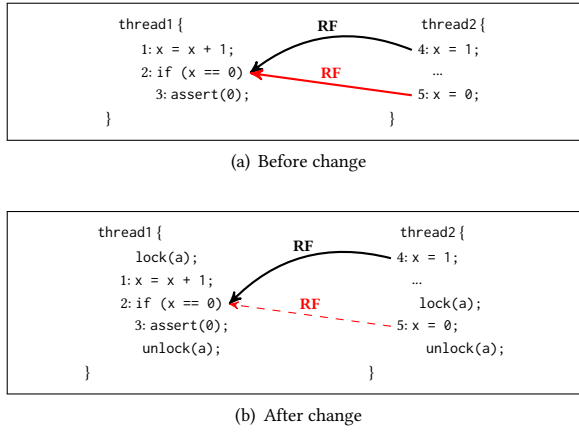 thread1 { RF thread2 {
1: x = x + 1; 4: x = 1;
2: if (x == 0) RF ...
3: assert(0); 5: x = 0;
} }
(a) Before change
thread1 { thread2 {
lock(a); RF 4: x = 1;
1: x = x + 1; ...
2: if (x == 0) RF lock(a);
3: assert(0); 5: x = 0;
unlock(a); unlock(a);
} }
(b) After change